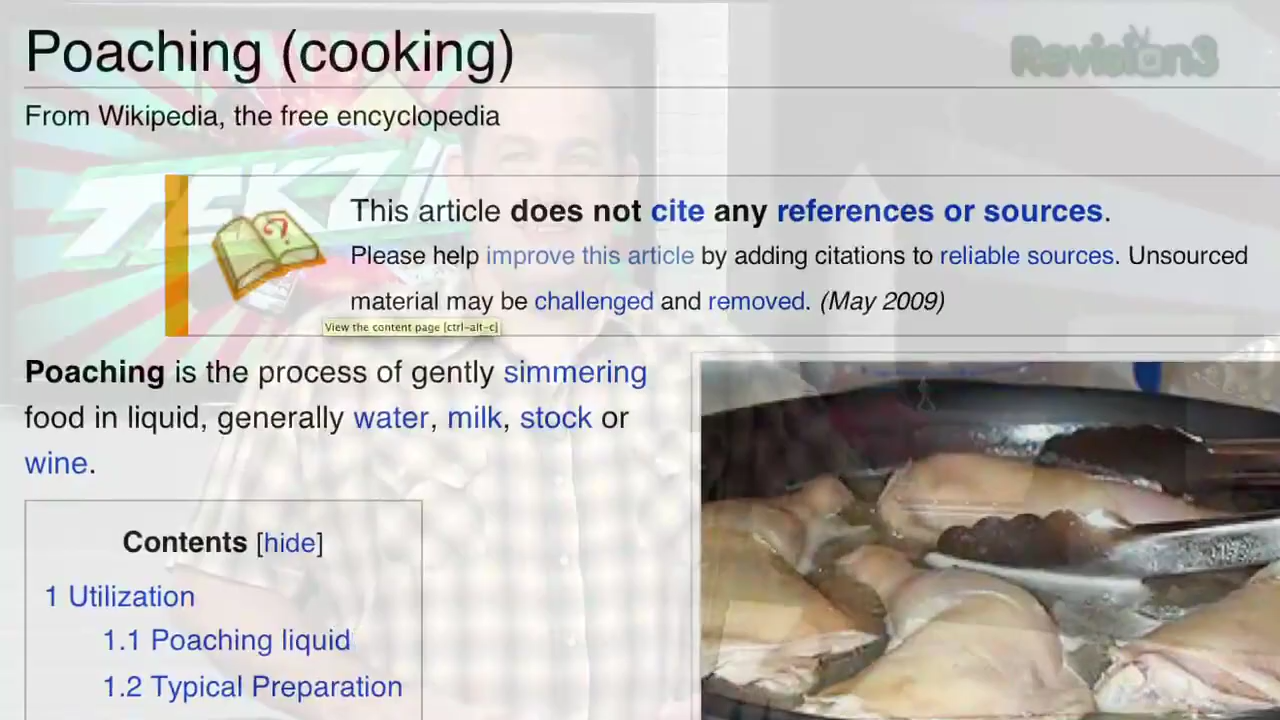 Poaching (cooking)
Revision3
From Wikipedia, the free encyclopedia
TEKZi
This article does not cite any references or sources.
Please help improve this article by adding citations to reliable sources. Unsourced
material may be challenged and removed. (May 2009)
View the content page [ctrl-alt-c]
Poaching is the process of gently simmering
food in liquid, generally water, milk, stock or
wine.
Contents [hide]
1 Utilization
1.1 Poaching liquid
1.2 Typical Preparation